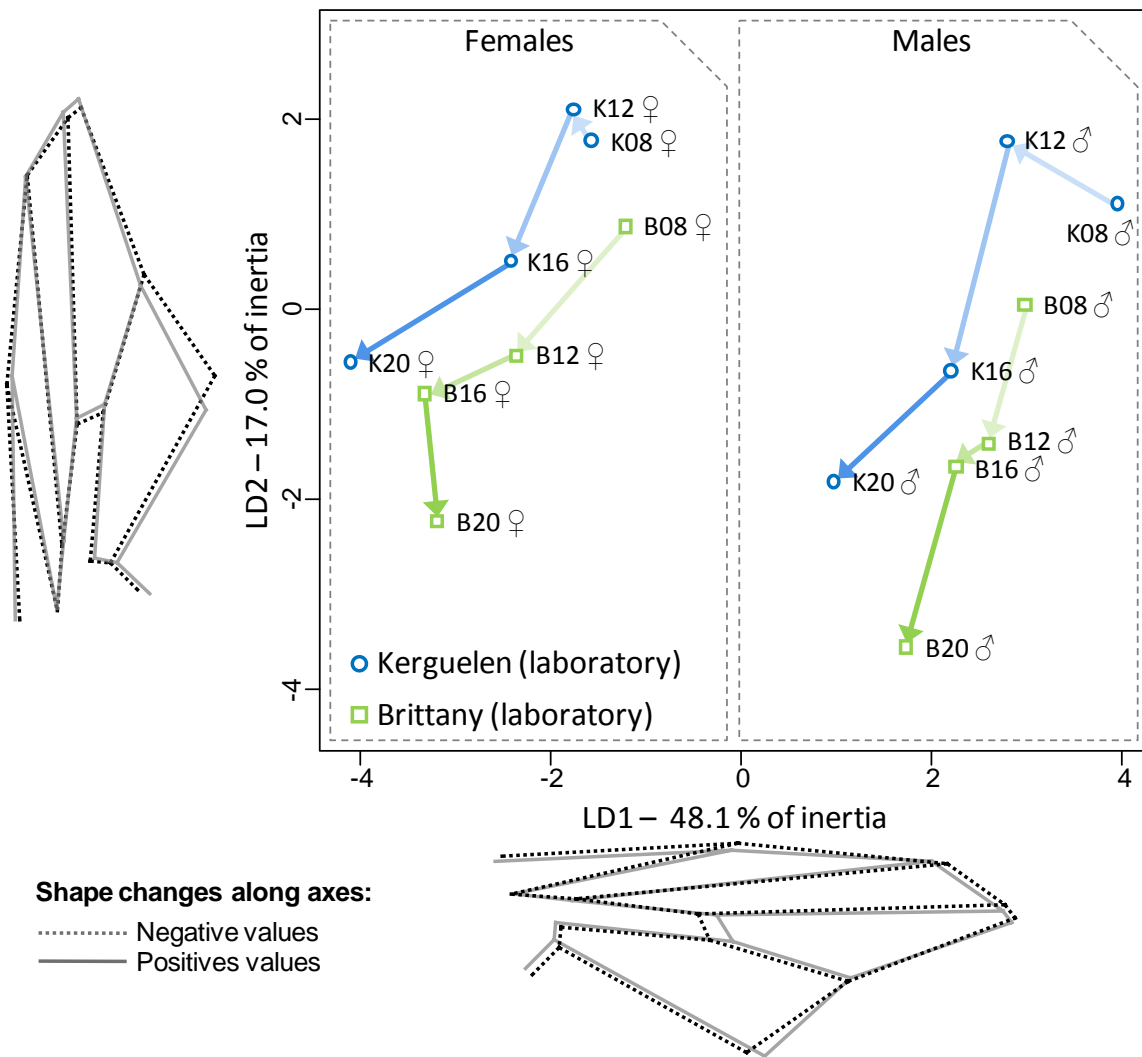 Females
Males
K12 ♀
K08 ♀
B08 ♀
K16 ♀
B12 ♀
K20 ♀
B16 ♀
B20 ♀
K12 ♂
K08 ♂
B08 ♂
K16 ♂
B12 ♂
B16 ♂
K20 ♂
B20 ♂
Kerguelen (laboratory)
Brittany (laboratory)
LD2 – 17.0 % of inertia
2
0
-2
-4
-4
-2
0
2
4
LD1 – 48.1 % of inertia
Shape changes along axes:
Negative values
Positives values